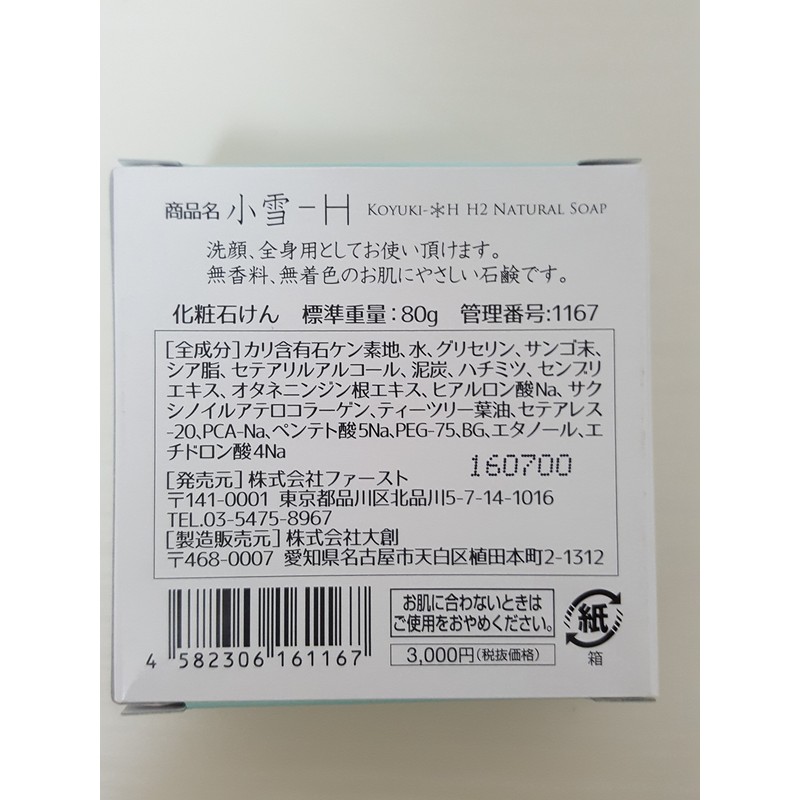 商品名 小雪-H KOYUKI-＊H H2 NATURAL SOAP
洗顔、全身用としてお使い頂けます。
無香料、無着色のお肌にやさしい石鹸です。
化粧石けん 標準重量:80g 管理番号:1167
[全成分]カリ含有石ケン素地、水、グリセリン、サンゴ末、
シア脂、セテアリルアルコール、泥炭、ハチミツ、センブリ
エキス、オタネニンジン根エキス、ヒアルロン酸Na、サク
シノイルアテロコラーゲン、ティーツリー葉油、セテアレス
-20、PCA-Na、ペンテト酸5Na、PEG-75、BG、エタノール、エ
チドロン酸4Na
160700
[発売元]株式会社ファースト
〒141-0001 東京都品川区北品川5-7-14-1016
TEL.03-5475-8967
[製造販売元]株式会社大創
〒468-0007 愛知県名古屋市天白区植田本町2-1312
お肌に合わないときは
ご使用をおやめください。
3,000円(税抜価格)
紙
箱
4 582306 161167